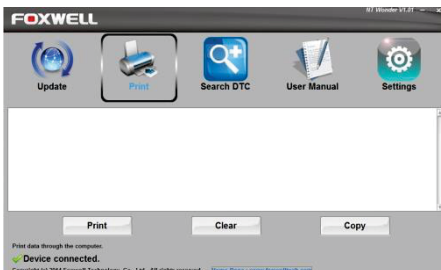 NT Wonder V1.01
FOXWELL
Update
Print
Search DTC
User Manual
Settings
Print
Clear
Copy
Print data through the computer.
Device connected.